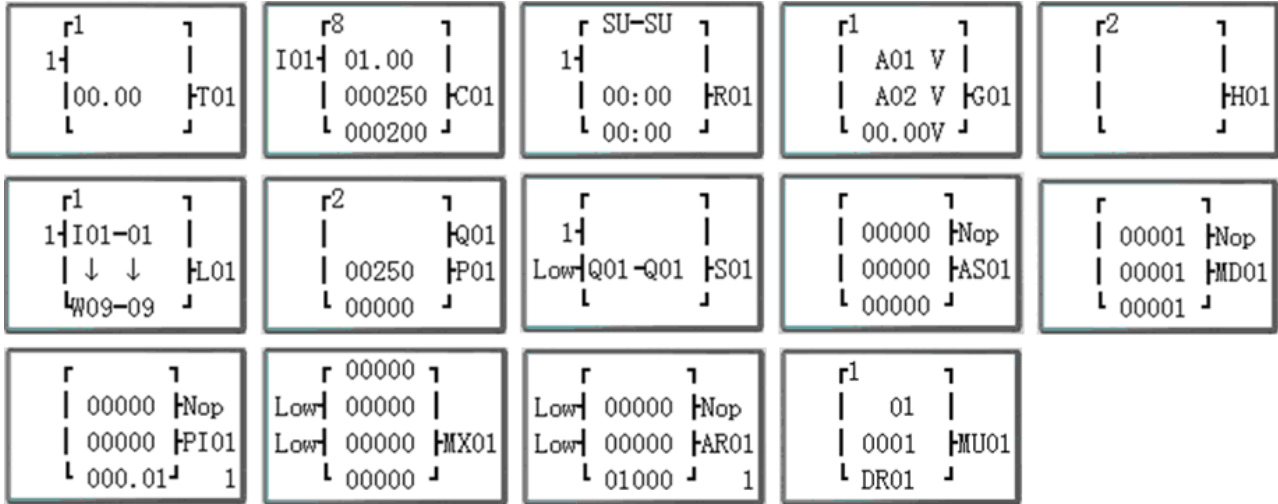 1
1
00.00 T01
8
I01 01.00
000250 C01
000200
SU-SU
1
00:00 R01
00:00
1
A01 V
A02 V G01
00.00V
2
H01
1
1 I01-01
↓ ↓ L01
W09-09
2
Q01
00250 P01
00000
1
Low Q01-Q01 S01
00000 Nop
00000 AS01
00000
00001 Nop
00001 MD01
00001
00000 Nop
00000 PI01
000.01 1
00000
Low 00000
Low 00000 MX01
00000
Low 00000 Nop
Low 00000 AR01
01000 1
1
01
0001 MU01
DR01